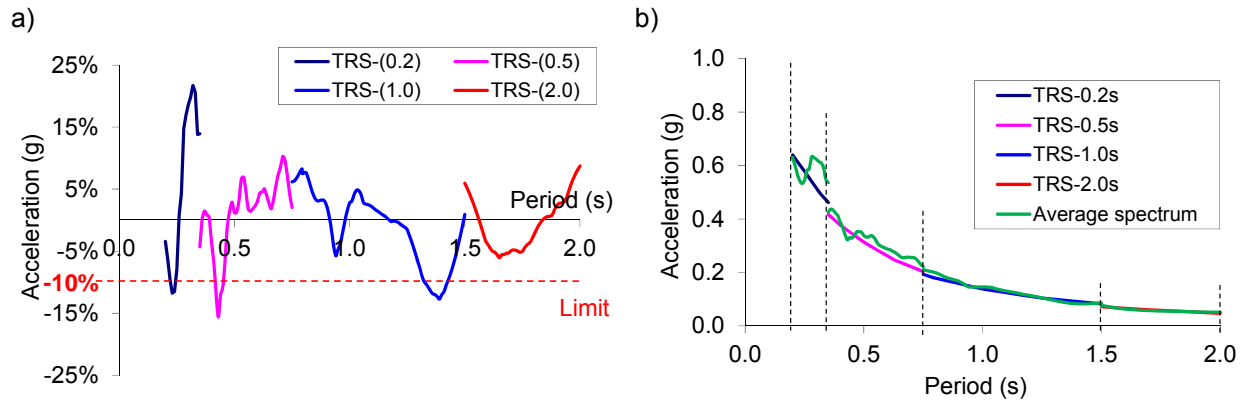 a)
25%
15%
5%
-5%
-10%
-15%
-25%
Acceleration (g)
TRS-(0.2) TRS-(0.5)
TRS-(1.0) TRS-(2.0)
Period (s)
0.0 0.5 1.0 1.5 2.0
Limit
b)
1.0
0.8
0.6
0.4
0.2
0.0
Acceleration (g)
TRS-0.2s
TRS-0.5s
TRS-1.0s
TRS-2.0s
Average spectrum
0.0 0.5 1.0 1.5 2.0
Period (s)